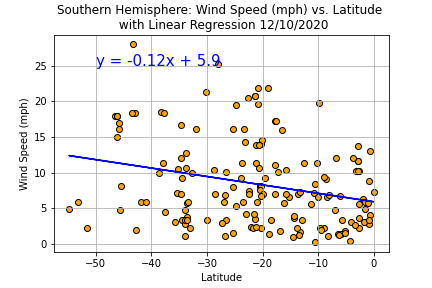 Southern Hemisphere: Wind Speed (mph) vs. Latitude
with Linear Regression 12/10/2020
y = -0.12x + 5.9
25
20
15
10
5
0
Wind Speed (mph)
−50
−40
−30
−20
−10
0
Latitude